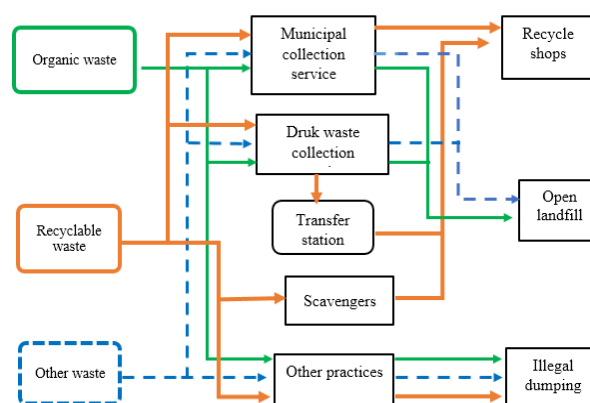 Organic waste
Municipal
collection
service
Recycle
shops
Druk waste
collection
Transfer
station
Open
landfill
Recyclable
waste
Scavengers
Other waste
Other practices
Illegal
dumping